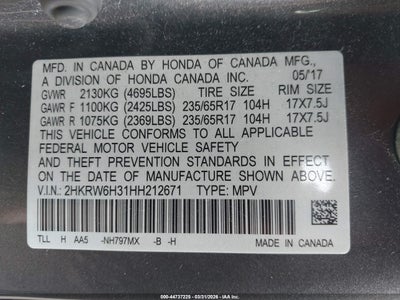 MFD. IN CANADA BY HONDA OF CANADA MFG.,
A DIVISION OF HONDA CANADA INC. 05/17
GVWR 2130KG (4695LBS) TIRE SIZE RIM SIZE
GAWR F 1100KG (2425LBS) 235/65R17 104H 17X7.5J
GAWR R 1075KG (2369LBS) 235/65R17 104H 17X7.5J
THIS VEHICLE CONFORMS TO ALL APPLICABLE
FEDERAL MOTOR VEHICLE SAFETY
AND THEFT PREVENTION STANDARDS IN EFFECT
ON THE DATE OF MANUFACTURE SHOWN ABOVE.
V.I.N.: 2HKRW6H31HH212671 TYPE: MPV
TLL H AA5 -NH797MX -B -H MADE IN CANADA
000-44737225 - 03/31/2026 - IAA Inc.